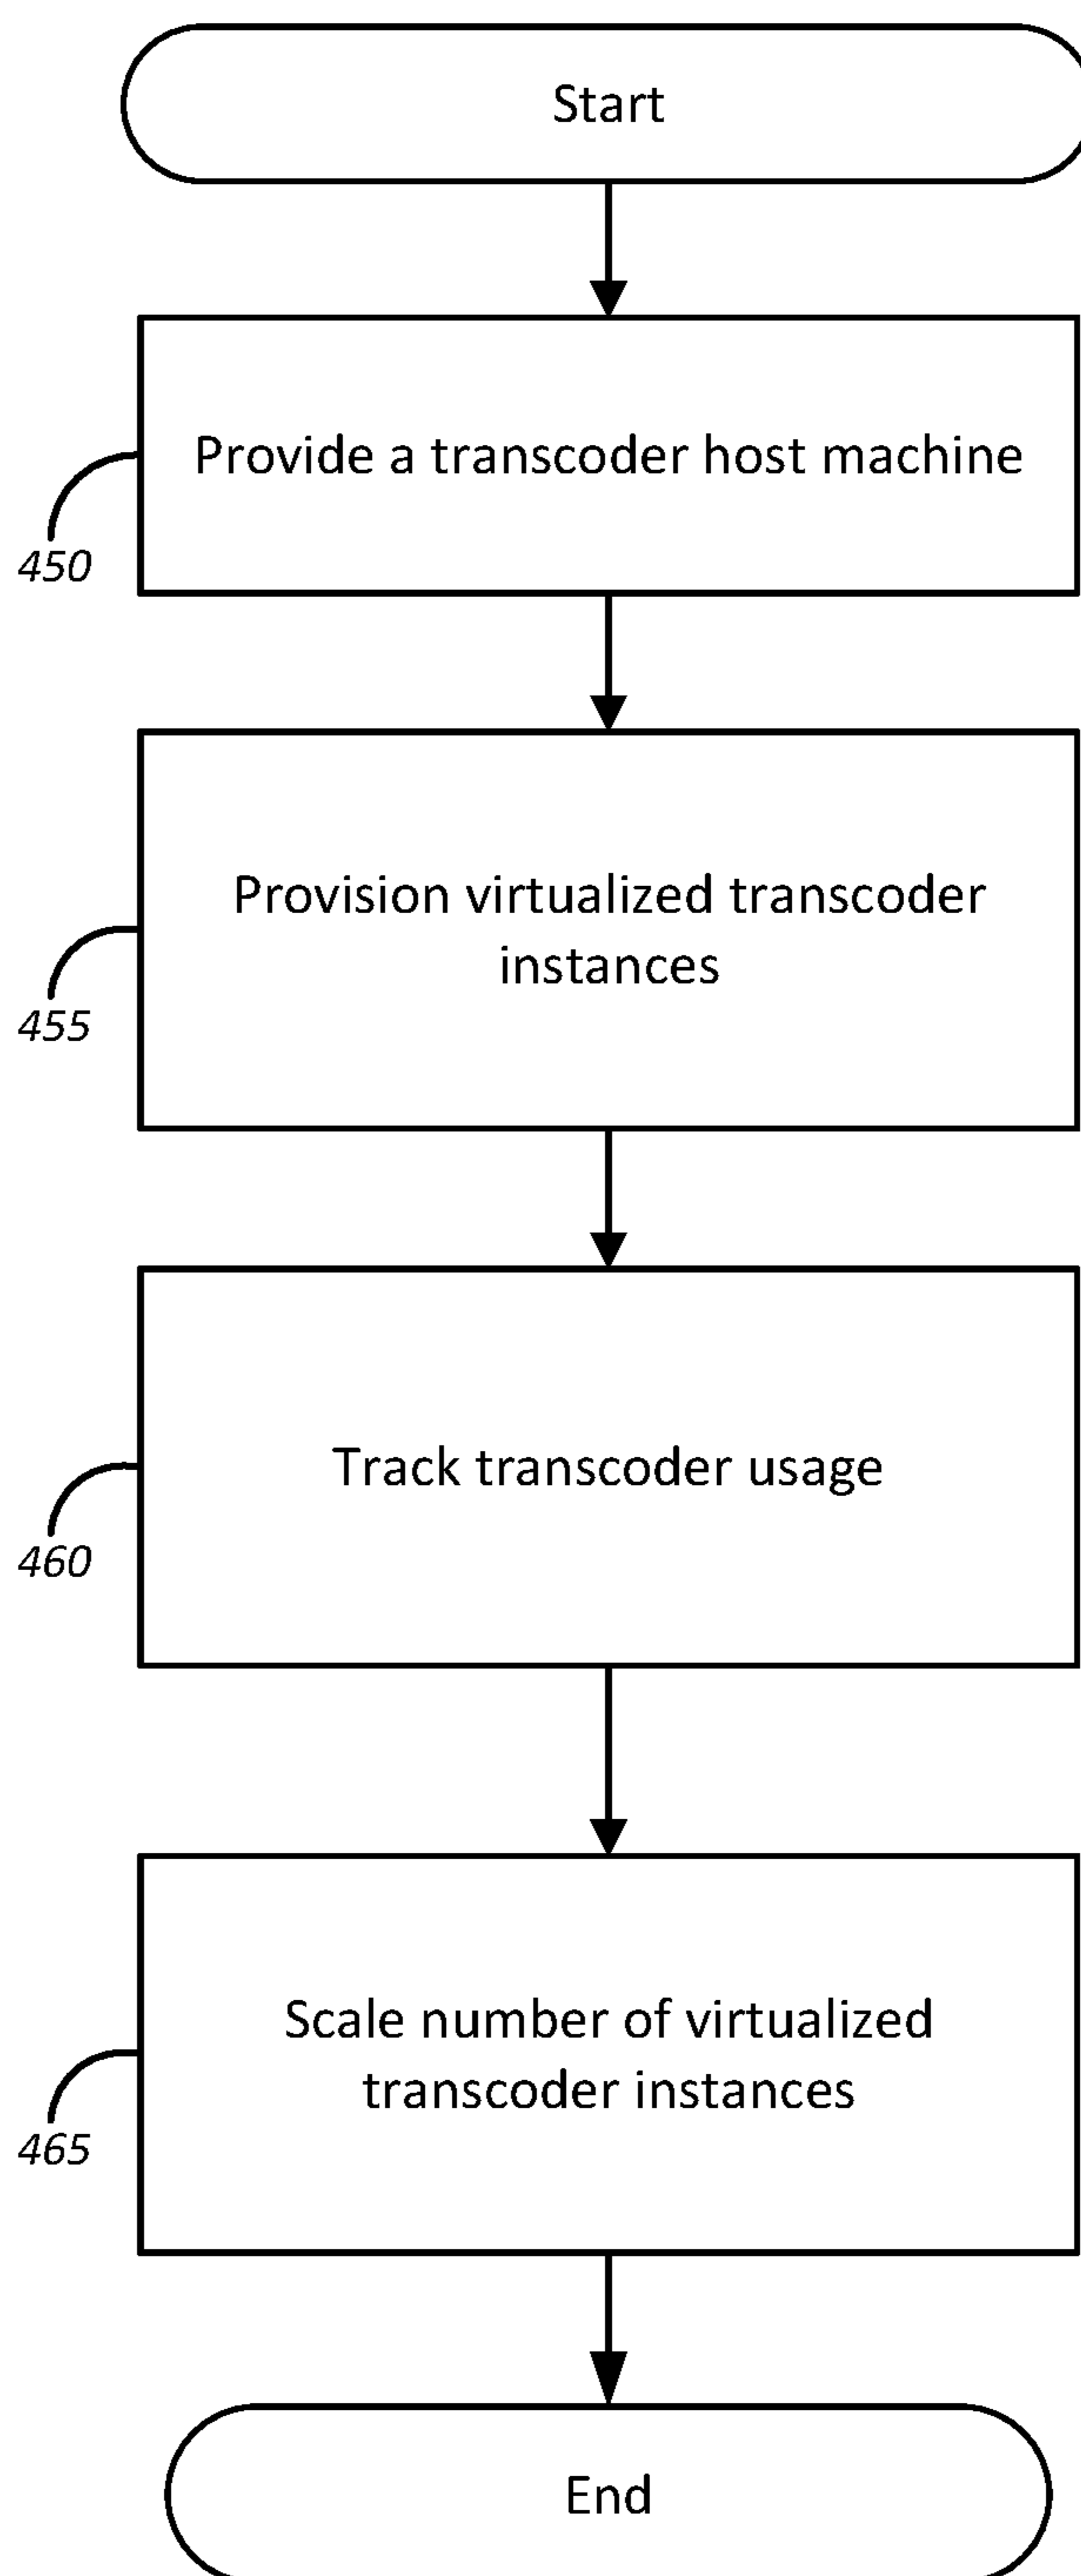 Start
Provide a transcoder host machine
450
Provision virtualized transcoder
instances
455
Track transcoder usage
460
Scale number of virtualized
transcoder instances
465
End